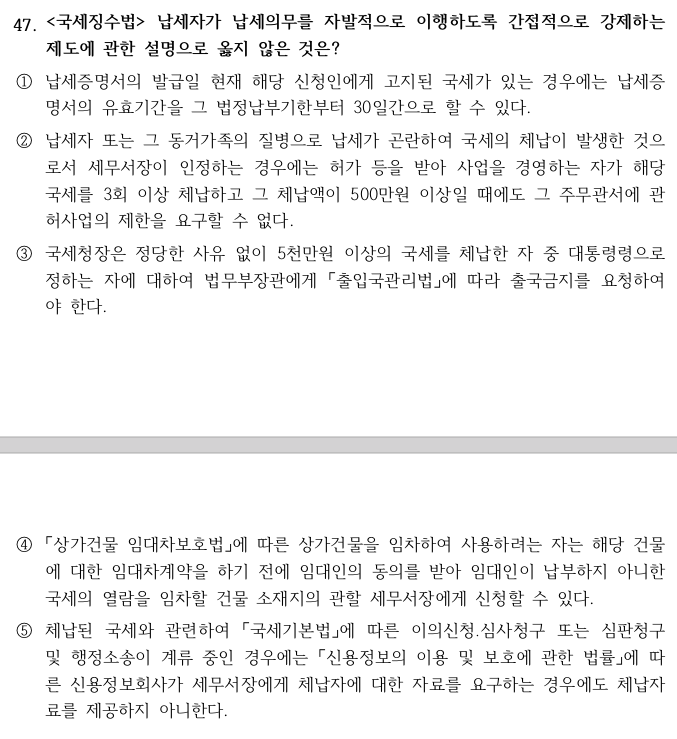 47. <국세징수법> 납세자가 납세의무를 자발적으로 이행하도록 간접적으로 강제하는
제도에 관한 설명으로 옳지 않은 것은?
① 납세증명서의 발급일 현재 해당 신청인에게 고지된 국세가 있는 경우에는 납세증
명서의 유효기간을 그 법정납부기한부터 30일간으로 할 수 있다.
② 납세자 또는 그 동거가족의 질병으로 납세가 곤란하여 국세의 체납이 발생한 것으
로서 세무서장이 인정하는 경우에는 허가 등을 받아 사업을 경영하는 자가 해당
국세를 3회 이상 체납하고 그 체납액이 500만원 이상일 때에도 그 주무관서에 관
허사업의 제한을 요구할 수 없다.
③ 국세청장은 정당한 사유 없이 5천만원 이상의 국세를 체납한 자 중 대통령령으로
정하는 자에 대하여 법무부장관에게 「출입국관리법」에 따라 출국금지를 요청하여
야 한다.
④ 「상가건물 임대차보호법」에 따른 상가건물을 임차하여 사용하려는 자는 해당 건물
에 대한 임대차계약을 하기 전에 임대인의 동의를 받아 임대인이 납부하지 아니한
국세의 열람을 임차할 건물 소재지의 관할 세무서장에게 신청할 수 있다.
⑤ 체납된 국세와 관련하여 「국세기본법」에 따른 이의신청.심사청구 또는 심판청구
및 행정소송이 계류 중인 경우에는 「신용정보의 이용 및 보호에 관한 법률」에 따
른 신용정보회사가 세무서장에게 체납자에 대한 자료를 요구하는 경우에도 체납자
료를 제공하지 아니한다.